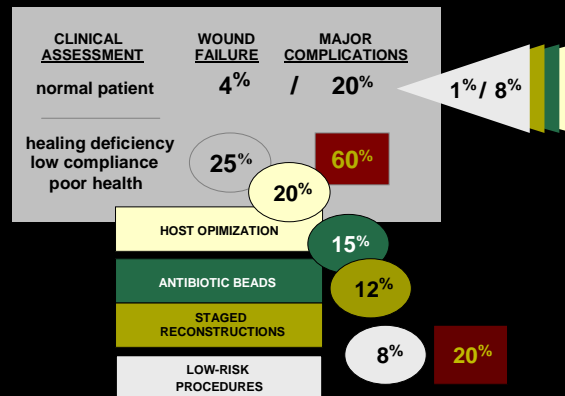 CLINICAL ASSESSMENT
WOUND FAILURE
MAJOR COMPLICATIONS
normal patient
4% / 20%
1% / 8%
healing deficiency
low compliance
poor health
25%
60%
20%
HOST OPIMIZATION
15%
ANTIBIOTIC BEADS
12%
STAGED
RECONSTRUCTIONS
8%
20%
LOW-RISK
PROCEDURES